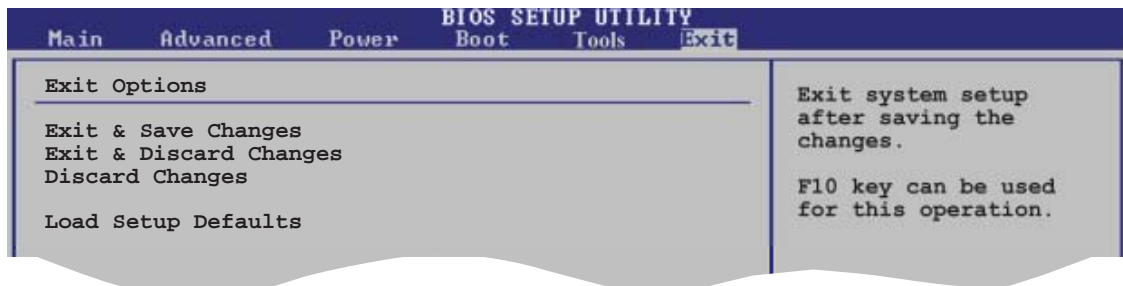 BIOS SETUP UTILITY
Main Advanced Power Boot Tools Exit
Exit Options
Exit & Save Changes
Exit & Discard Changes
Discard Changes
Load Setup Defaults
Exit system setup
after saving the
changes.
F10 key can be used
for this operation.